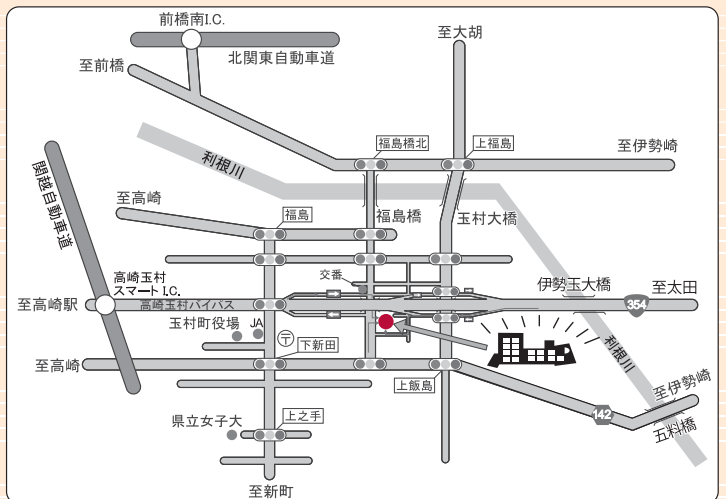 前橋南I.C.
北関東自動車道
至大胡
至前橋
福島橋北
上福島
至伊勢崎
利根川
関越自動車道
至高崎
福島
福島橋
玉村大橋
交番
高崎玉村
スマートI.C.
伊勢玉大橋
至太田
至高崎駅
高崎玉村バイパス
354
玉村町役場
JA
〒
下新田
利根川
至高崎
上飯島
至伊勢崎
県立女子大
上之手
142
五料橋
至新町